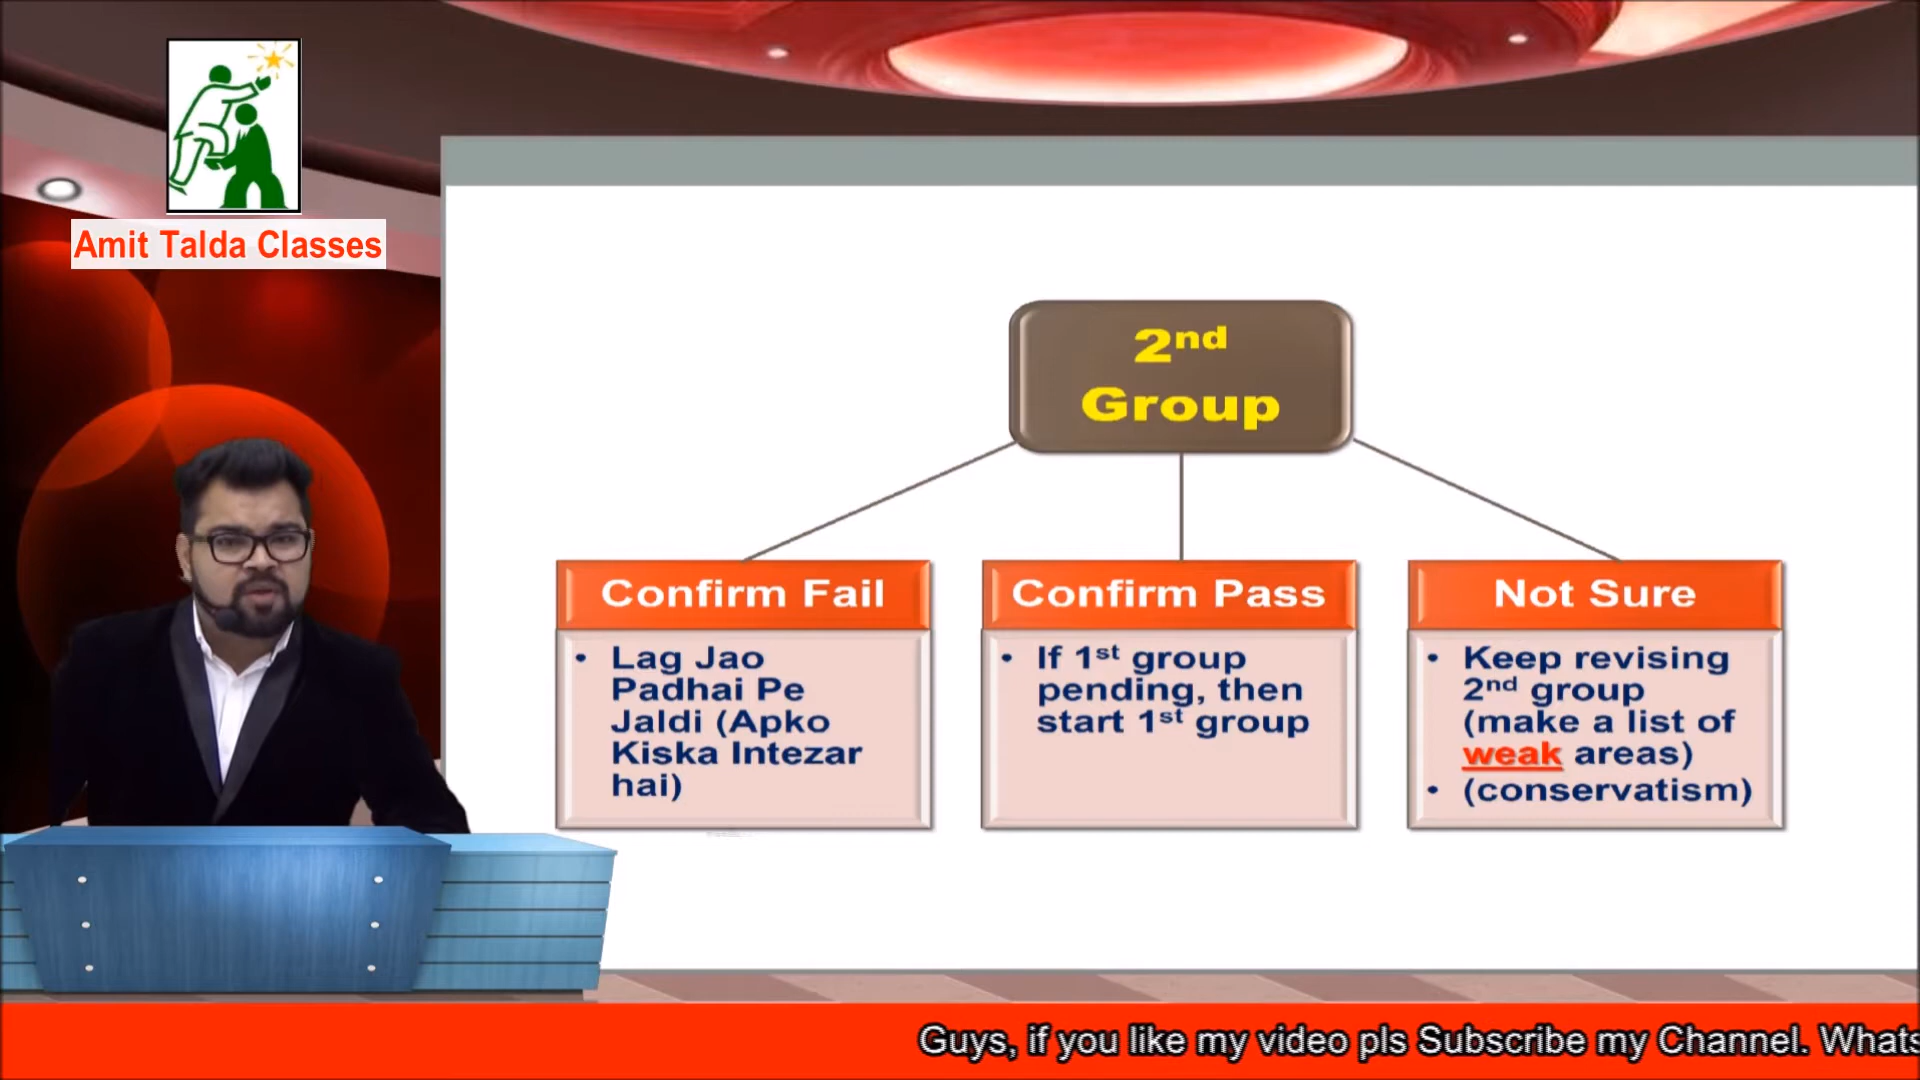 Amit Talda Classes
2nd
Group
Confirm Fail
• Lag Jao
Padhai Pe
Jaldi (Apko
Kiska Intezar
hai)
Confirm Pass
• If 1st group
pending, then
start 1st group
Not Sure
• Keep revising
2nd group
(make a list of
weak areas)
• (conservatism)
Guys, if you like my video pls Subscribe my Channel. Whats